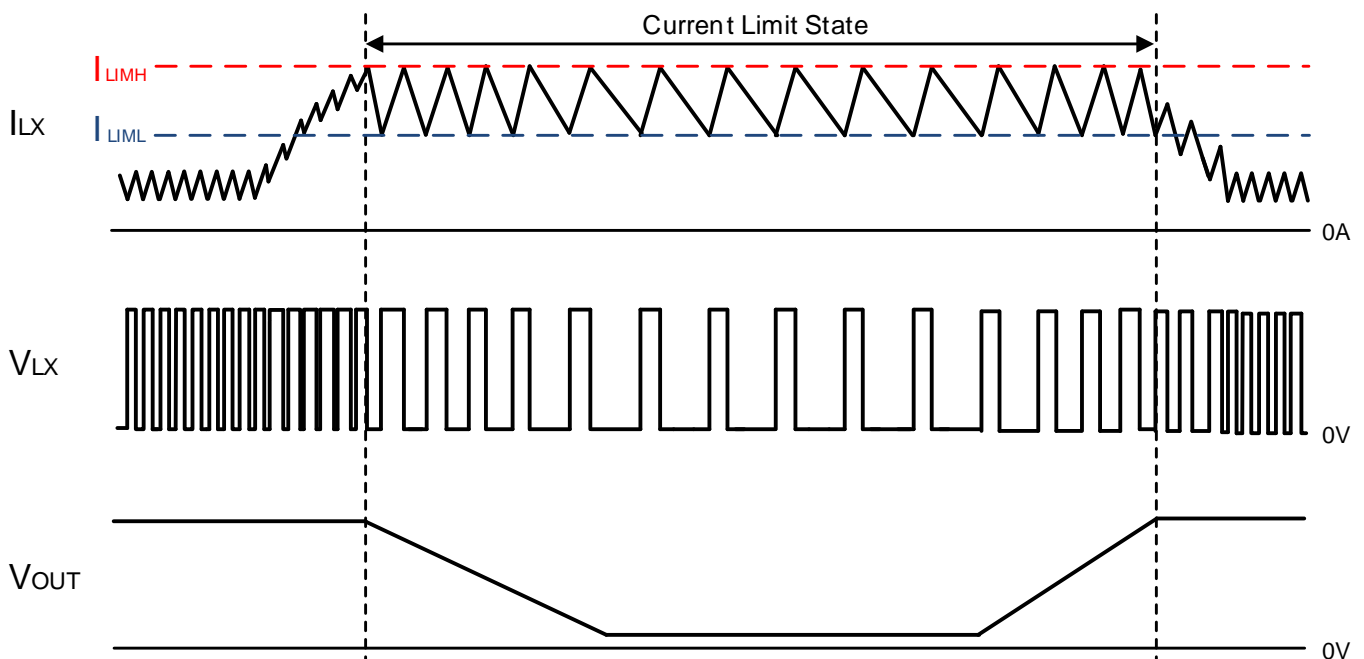 Current Limit State
ILIMH
ILX
ILIML
0A
VLX
0V
VOUT
0V